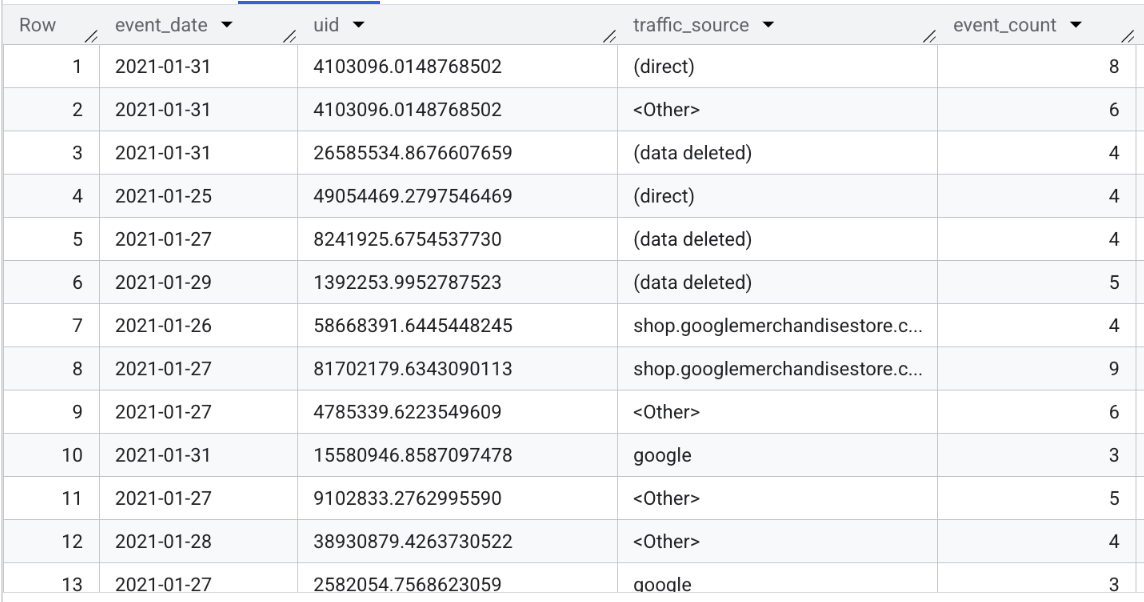 Row event_date uid traffic_source event_count
1 2021-01-31 4103096.0148768502 (direct) 8
2 2021-01-31 4103096.0148768502 <Other> 6
3 2021-01-31 26585534.8676607659 (data deleted) 4
4 2021-01-25 49054469.2797546469 (direct) 4
5 2021-01-27 8241925.6754537730 (data deleted) 4
6 2021-01-29 1392253.9952787523 (data deleted) 5
7 2021-01-26 58668391.6445448245 shop.googlemerchandisestore.c... 4
8 2021-01-27 81702179.6343090113 shop.googlemerchandisestore.c... 9
9 2021-01-27 4785339.6223549609 <Other> 6
10 2021-01-31 15580946.8587097478 google 3
11 2021-01-27 9102833.2762995590 <Other> 5
12 2021-01-28 38930879.4263730522 <Other> 4
13 2021-01-27 2582054.7568623059 google 3